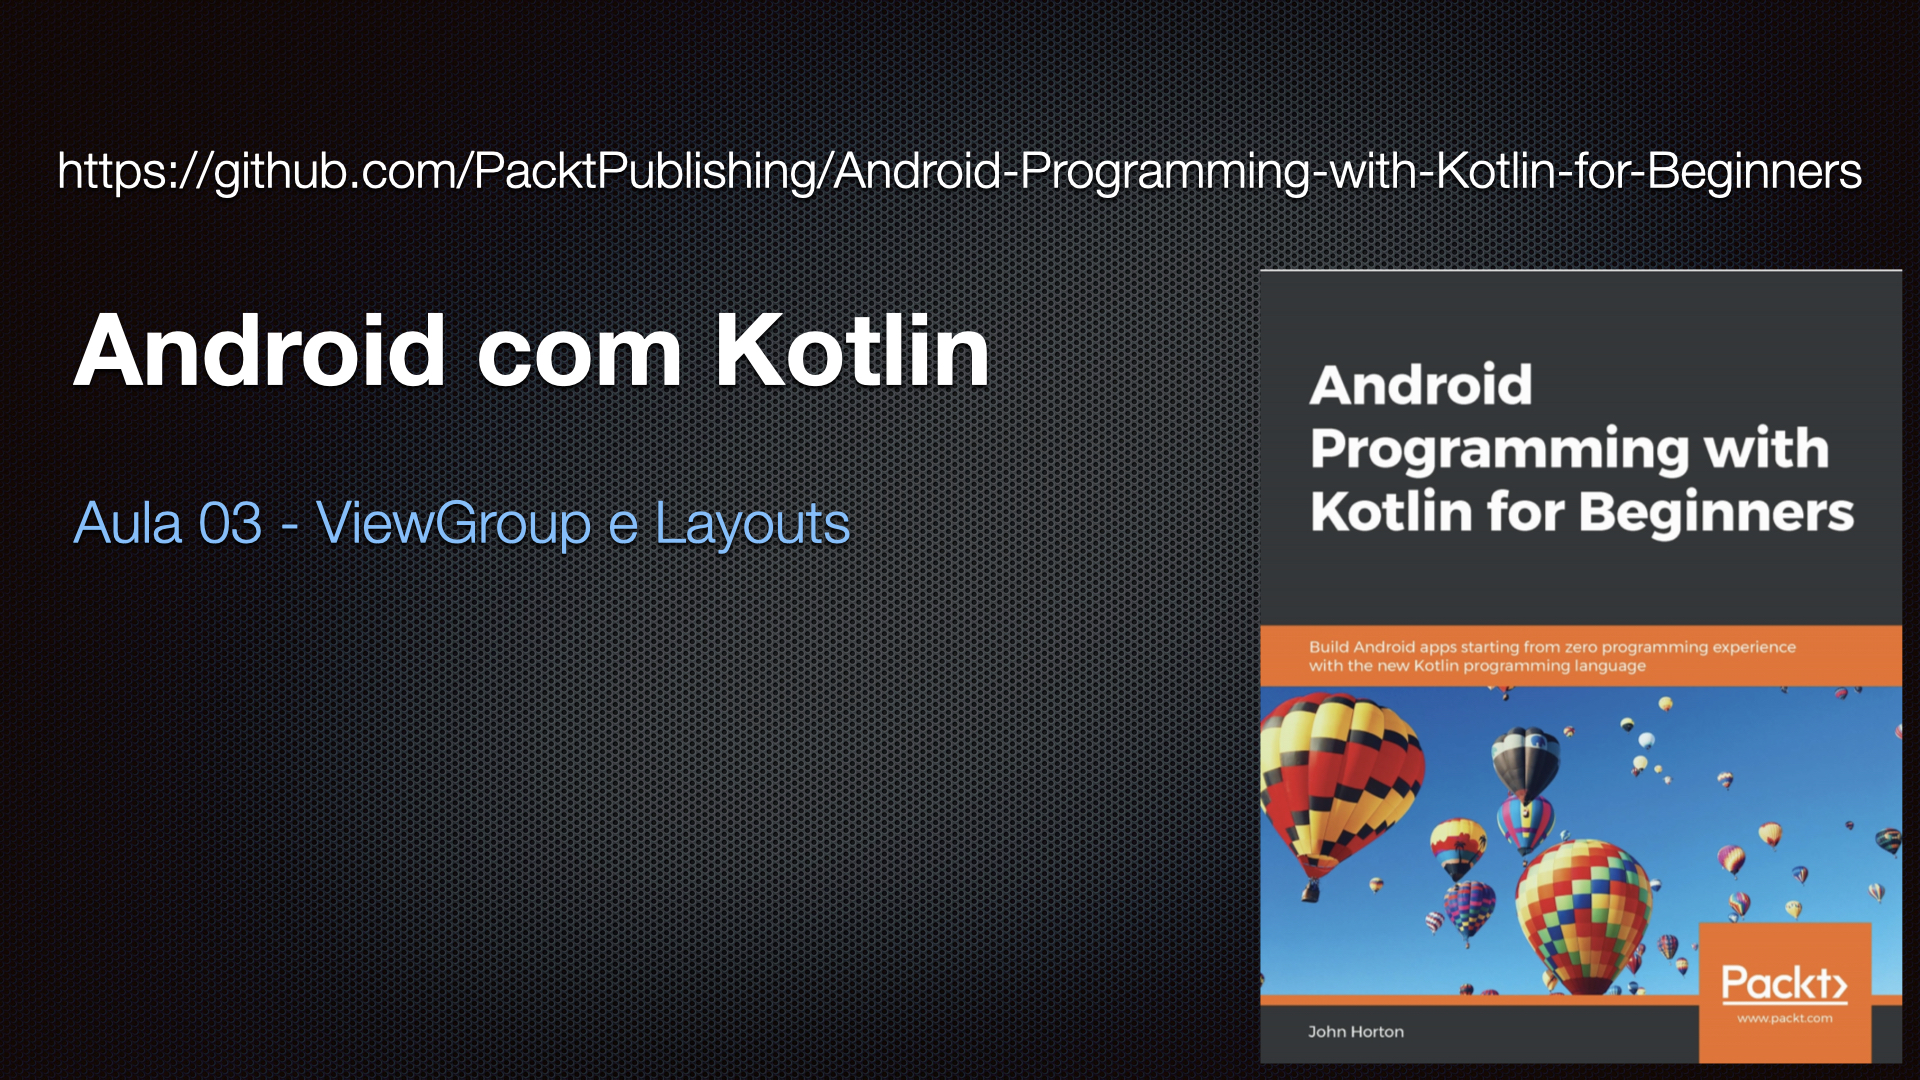 https://github.com/PacktPublishing/Android-Programming-with-Kotlin-for-Beginners
Android com Kotlin
Aula 03 - ViewGroup e Layouts
Android
Programming with
Kotlin for Beginners
Build Android apps starting from zero programming experience
with the new Kotlin programming language
Packt>
www.packt.com
John Horton